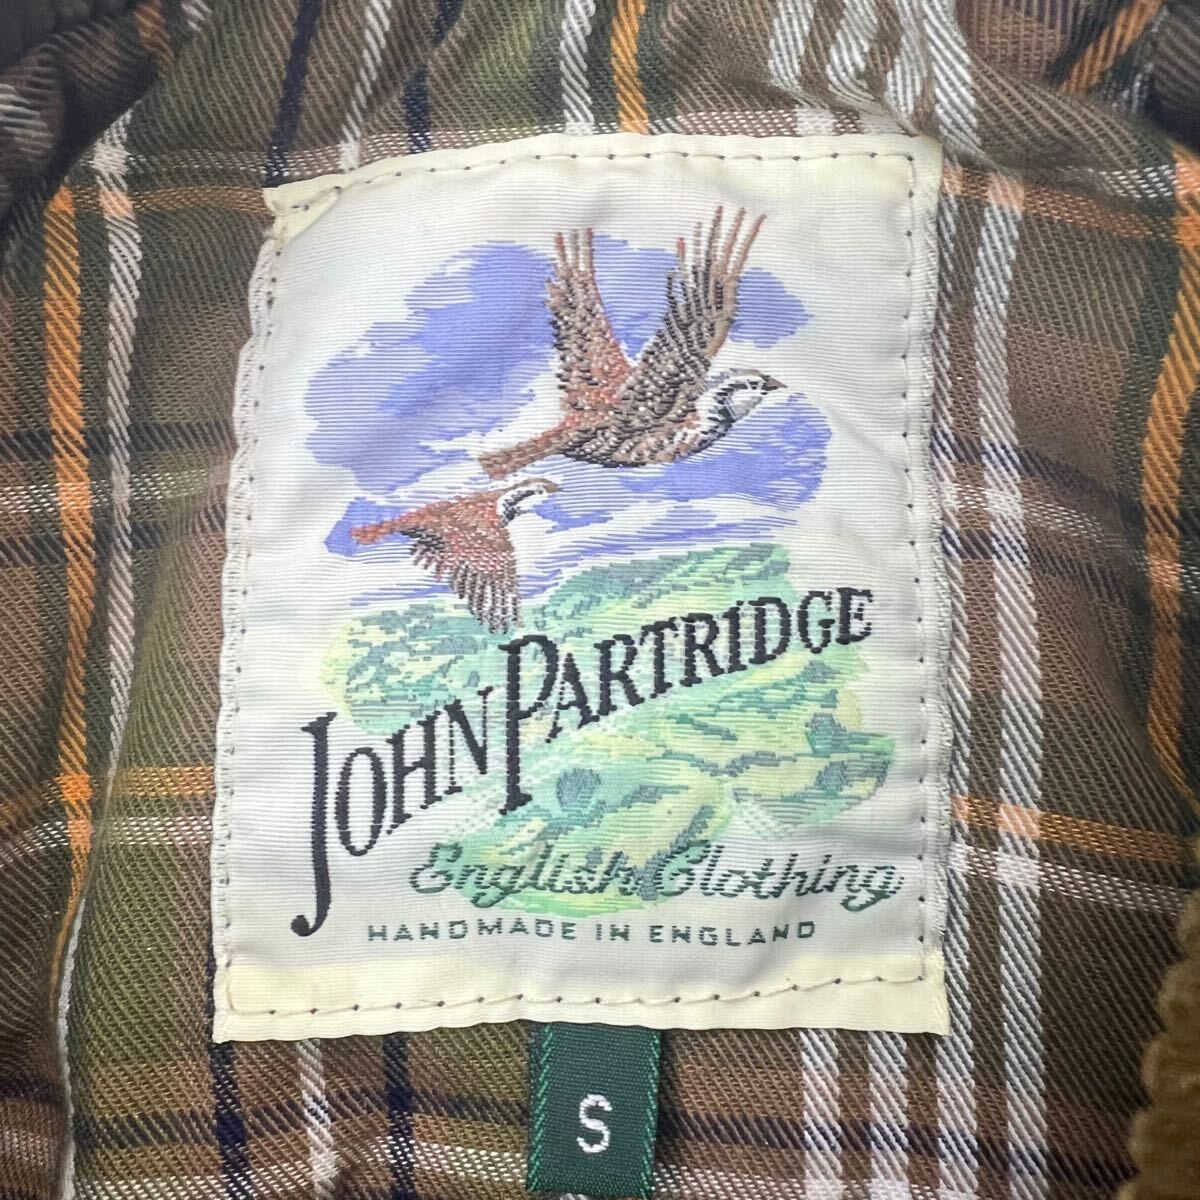 JOHN PARTRIDGE
English Clothing
HANDMADE IN ENGLAND
S